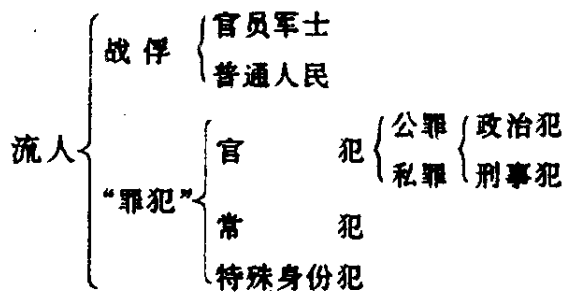 官员军士
战俘
普通人民
公罪 政治犯
流人 官 犯
私罪 刑事犯
“罪犯”
常 犯
特殊身份犯